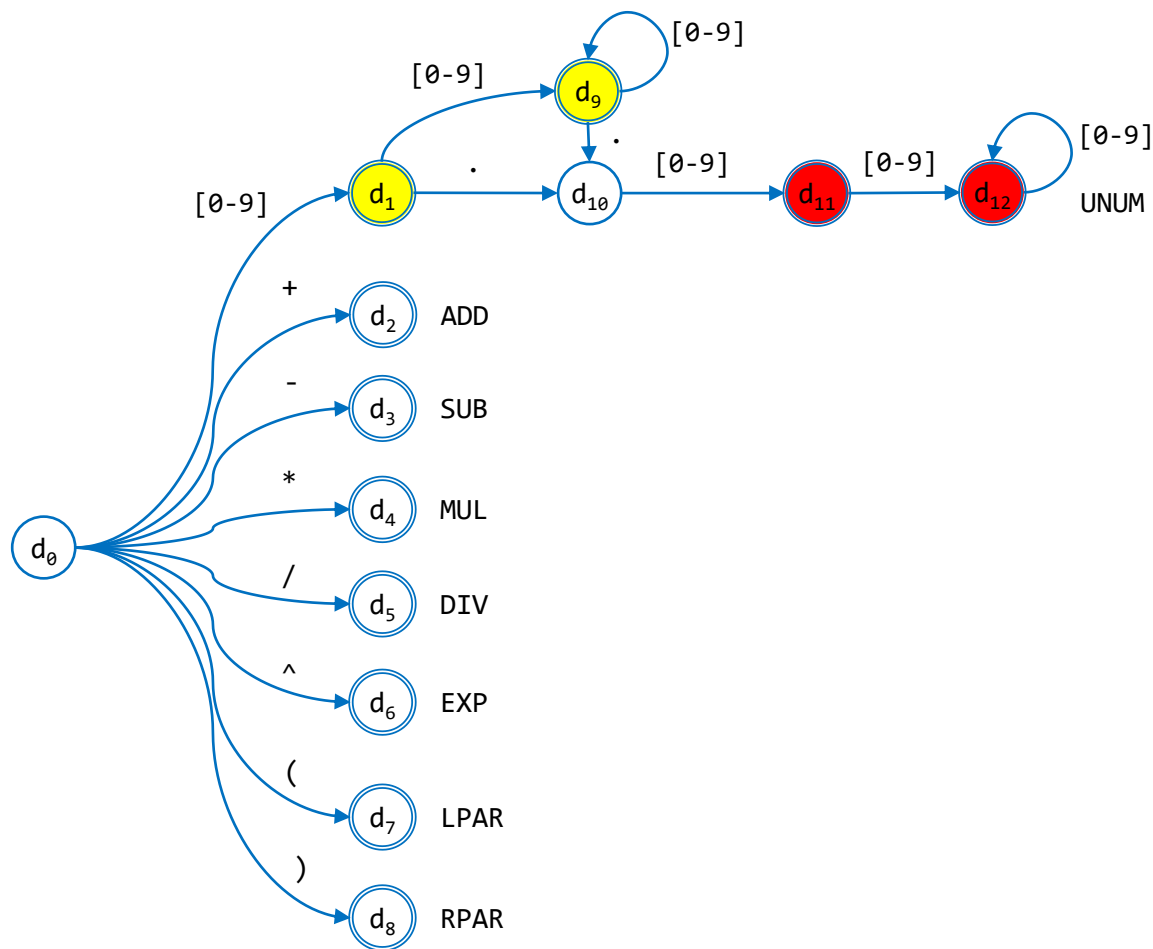 [0-9]
[0-9]
d9
.
[0-9]
d1
.
d10
[0-9]
d11
[0-9]
d12
[0-9]
UNUM
+
d2 ADD
-
d3 SUB
*
d4 MUL
d0
/
d5 DIV
^
d6 EXP
(
d7 LPAR
)
d8 RPAR